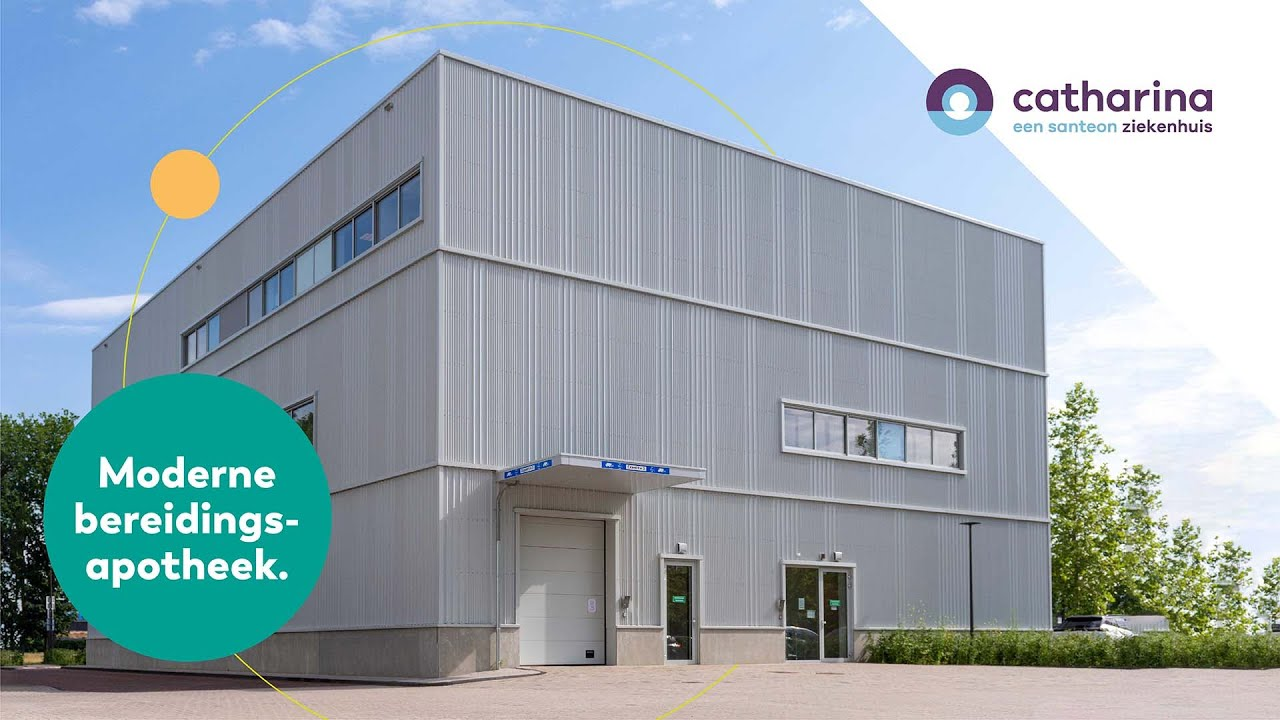 catharina
een santeon ziekenhuis
Moderne
bereidings-
apotheek.